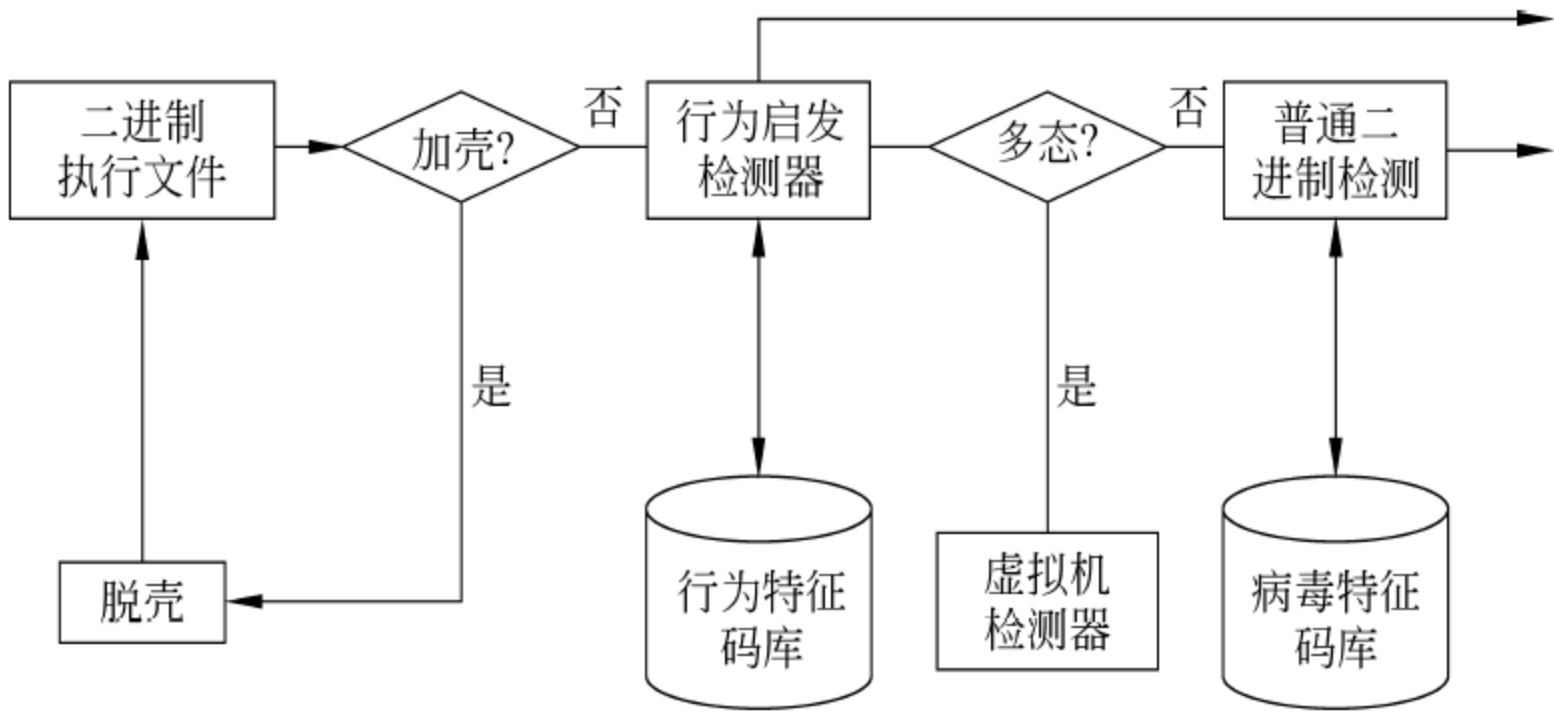 二进制
执行文件
加壳?
否
行为启发
检测器
多态?
否
普通二
进制检测
是
是
脱壳
行为特征
码库
虚拟机
检测器
病毒特征
码库